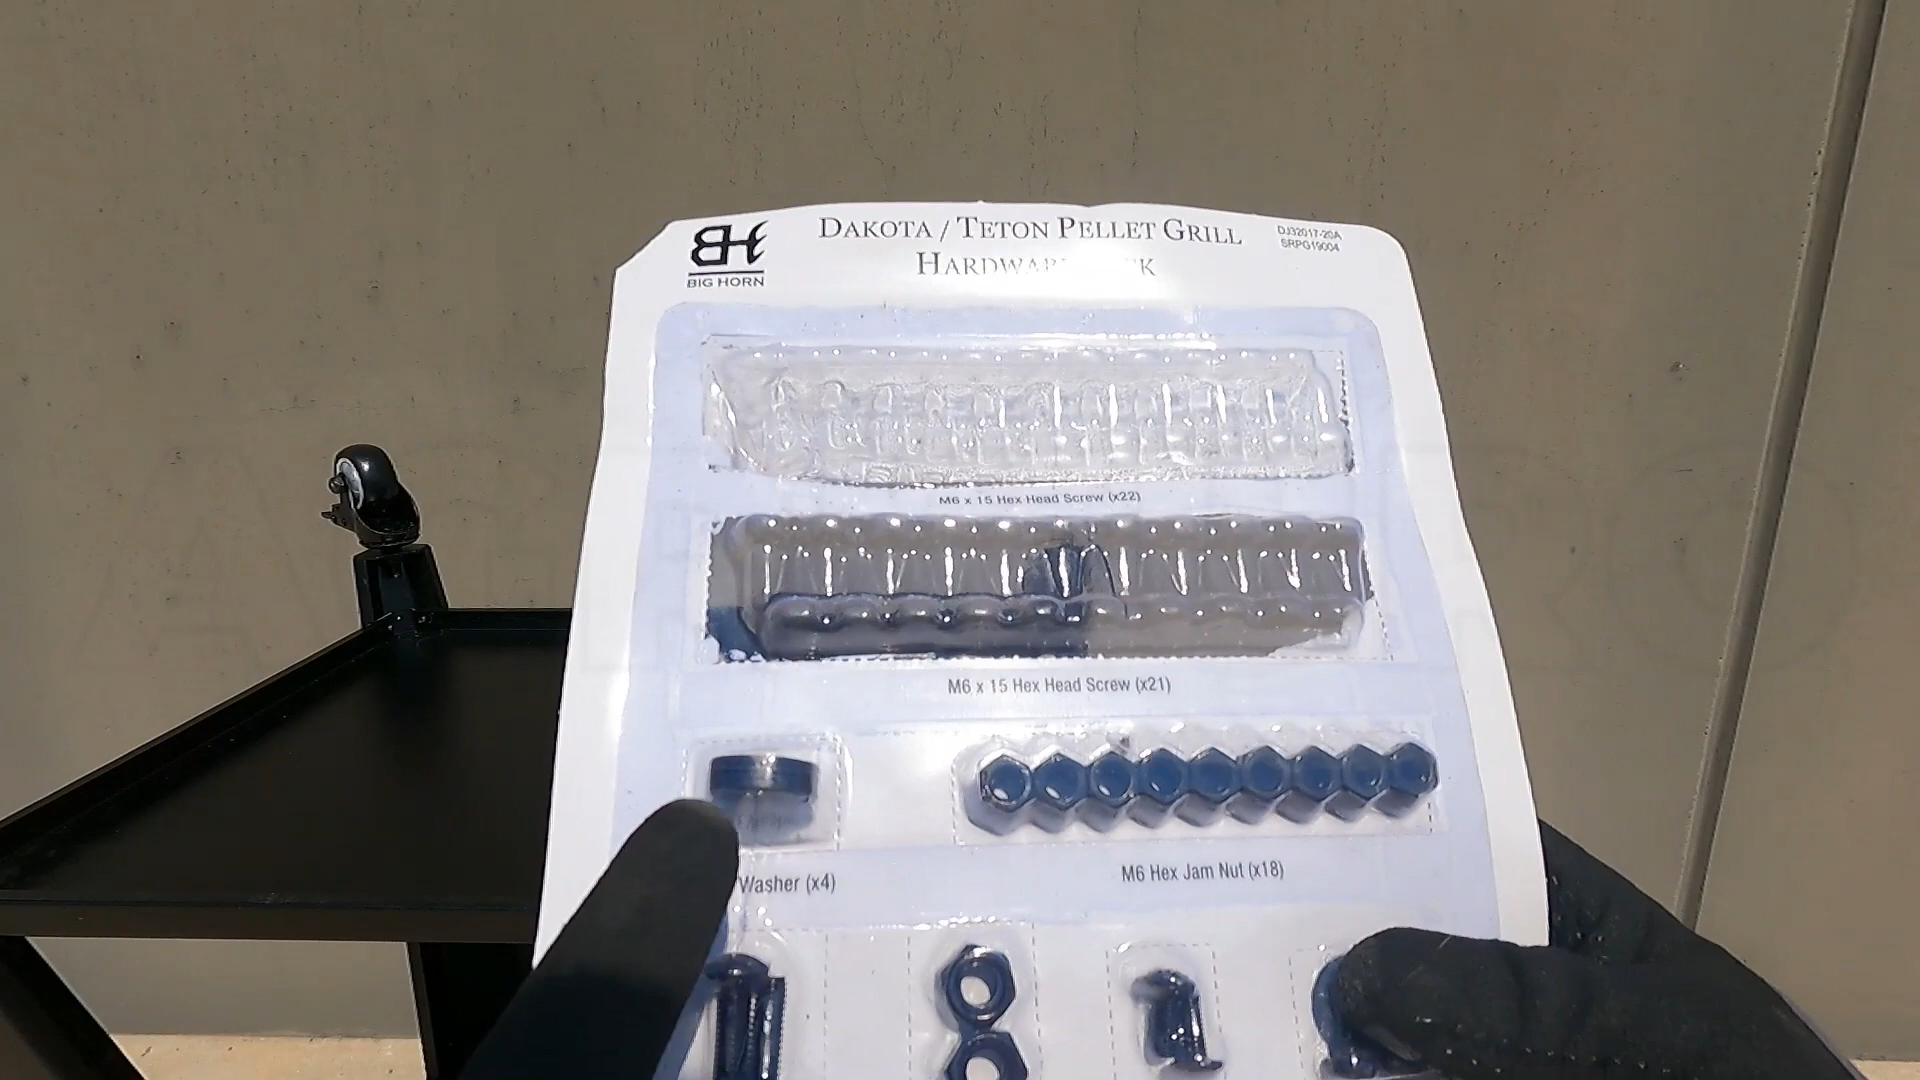 BH
BIG HORN
DAKOTA / TETON PELLET GRILL
DJ32017-20A
SRPG19004
M6 x 15 Hex Head Screw (x22)
M6 x 15 Hex Head Screw (x21)
Washer (x4)
M6 Hex Jam Nut (x18)